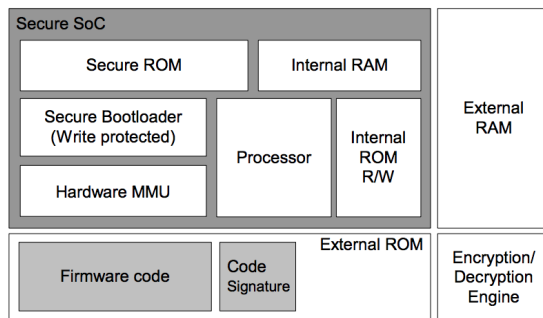 Secure SoC
Secure ROM
Internal RAM
External
RAM
Secure Bootloader
(Write protected)
Processor
Internal
ROM
R/W
Hardware MMU
External ROM
Firmware code
Code
Signature
Encryption/
Decryption
Engine